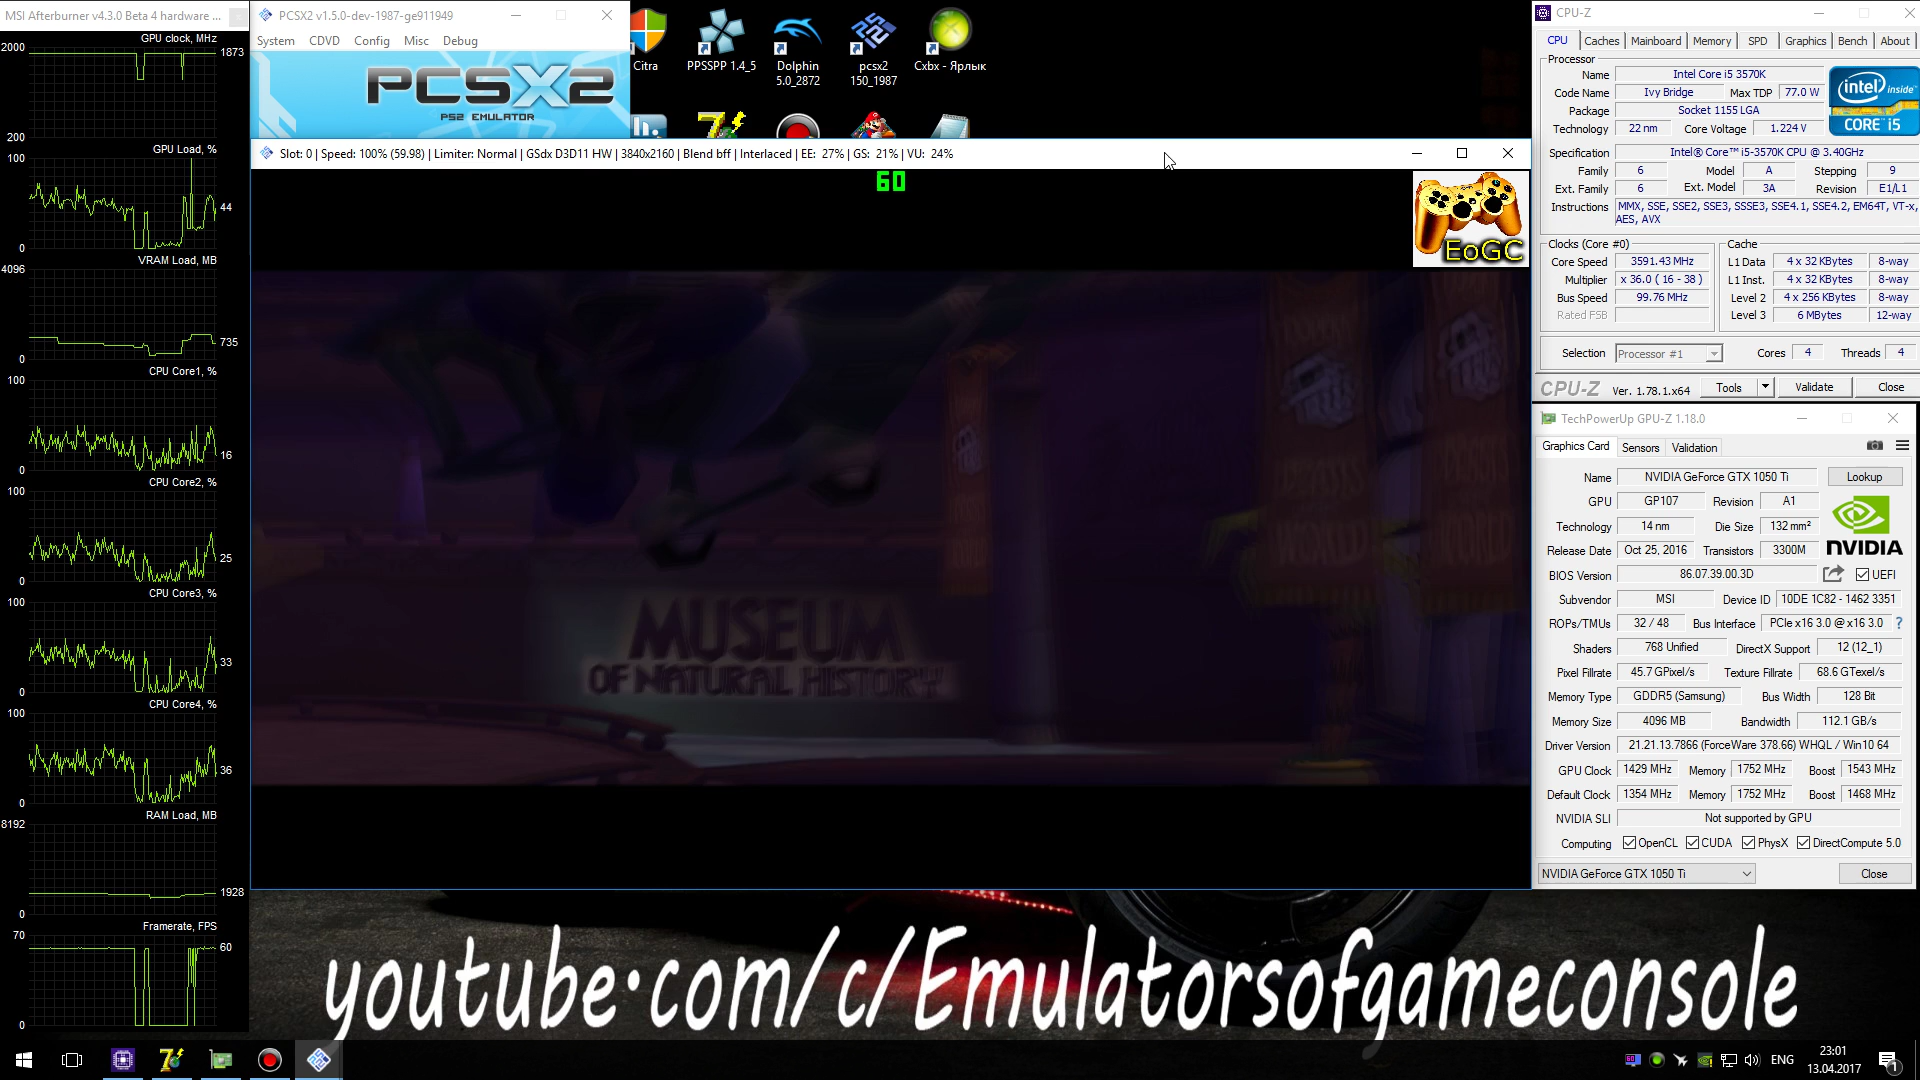 MSI Afterburner v4.3.0 Beta 4 hardware ...
GPU clock, MHz
2000
1873
200
GPU Load, %
100
44
0
VRAM Load, MB
4096
735
0
CPU Core1, %
100
16
0
CPU Core2, %
100
25
0
CPU Core3, %
100
33
0
CPU Core4, %
100
36
0
RAM Load, MB
8192
1928
0
Framerate, FPS
70
60
0
PCSX2 v1.5.0-dev-1987-ge911949
System CDVD Config Misc Debug
PCSX2
PS2 EMULATOR
Citra
PPSSPP 1.4_5
Dolphin
5.0_2872
pcsx2
150_1987
Cxbx - Ярлык
Slot: 0 | Speed: 100% (59.98) | Limiter: Normal | GSdx D3D11 HW | 3840x2160 | Blend bff | Interlaced | EE: 27% | GS: 21% | VU: 24%
60
EoGC
MUSEUM
OF NATURAL HISTORY
CPU-Z
CPU Caches Mainboard Memory SPD Graphics Bench About
Processor
Name Intel Core i5 3570K
Code Name Ivy Bridge Max TDP 77.0 W
Package Socket 1155 LGA
Technology 22 nm Core Voltage 1.224 V
intel inside™
CORE i5
Specification Intel® Core™ i5-3570K CPU @ 3.40GHz
Family 6 Model A Stepping 9
Ext. Family 6 Ext. Model 3A Revision E1/L1
Instructions MMX, SSE, SSE2, SSE3, SSSE3, SSE4.1, SSE4.2, EM64T, VT-x,
AES, AVX
Clocks (Core #0)
Core Speed 3591.43 MHz
Multiplier x 36.0 ( 16 - 38 )
Bus Speed 99.76 MHz
Rated FSB
Cache
L1 Data 4 x 32 KBytes 8-way
L1 Inst. 4 x 32 KBytes 8-way
Level 2 4 x 256 KBytes 8-way
Level 3 6 MBytes 12-way
Selection Processor #1 Cores 4 Threads 4
CPU-Z Ver. 1.78.1.x64 Tools Validate Close
TechPowerUp GPU-Z 1.18.0
Graphics Card Sensors Validation
Name NVIDIA GeForce GTX 1050 Ti Lookup
GPU GP107 Revision A1
Technology 14 nm Die Size 132 mm²
Release Date Oct 25, 2016 Transistors 3300M
NVIDIA
BIOS Version 86.07.39.00.3D UEFI
Subvendor MSI Device ID 10DE 1C82 - 1462 3351
ROPs/TMUs 32 / 48 Bus Interface PCIe x16 3.0 @ x16 3.0 ?
Shaders 768 Unified DirectX Support 12 (12_1)
Pixel Fillrate 45.7 GPixel/s Texture Fillrate 68.6 GTexel/s
Memory Type GDDR5 (Samsung) Bus Width 128 Bit
Memory Size 4096 MB Bandwidth 112.1 GB/s
Driver Version 21.21.13.7866 (ForceWare 378.66) WHQL / Win10 64
GPU Clock 1429 MHz Memory 1752 MHz Boost 1543 MHz
Default Clock 1354 MHz Memory 1752 MHz Boost 1468 MHz
NVIDIA SLI Not supported by GPU
Computing OpenCL CUDA PhysX DirectCompute 5.0
NVIDIA GeForce GTX 1050 Ti Close
youtube.com/c/Emulatorsofgameconsole
ENG
23:01
13.04.2017
1